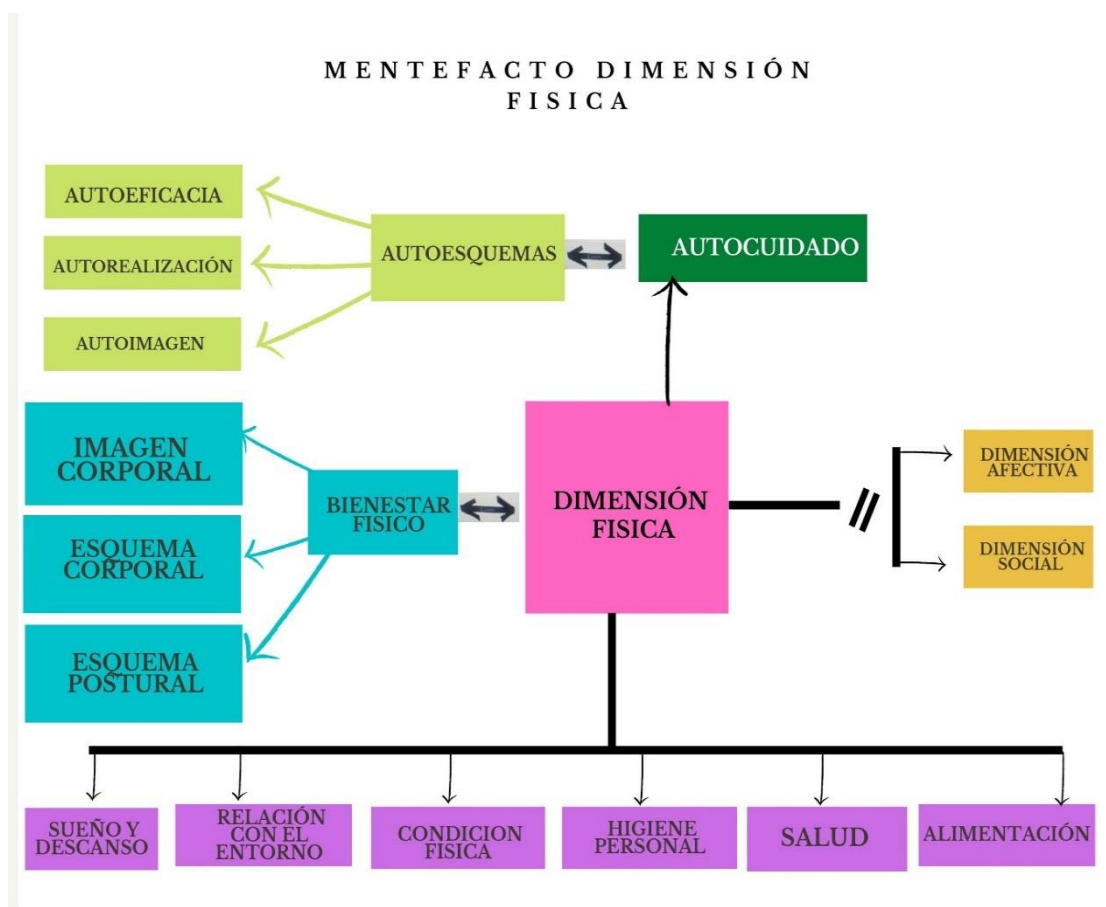 MENTEFACTO DIMENSIÓN
FISICA
AUTOEFICACIA
AUTOREALIZACIÓN
AUTOIMAGEN
AUTOESQUEMAS
AUTOCUIDADO
IMAGEN
CORPORAL
ESQUEMA
CORPORAL
ESQUEMA
POSTURAL
BIENESTAR
FISICO
DIMENSIÓN
FISICA
DIMENSIÓN
AFECTIVA
DIMENSIÓN
SOCIAL
SUEÑO Y
DESCANSO
RELACIÓN
CON EL
ENTORNO
CONDICION
FISICA
HIGIENE
PERSONAL
SALUD
ALIMENTACIÓN